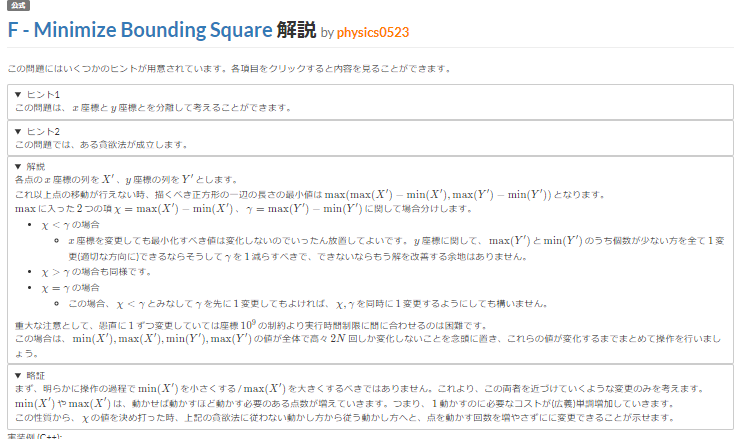 公式
F - Minimize Bounding Square 解説 by physics0523
この問題にはいくつかのヒントが用意されています。各項目をクリックすると内容を見ることができます。
▼ ヒント1
この問題は、 x 座標と y 座標とを分離して考えることができます。
▼ ヒント2
この問題では、ある貪欲法が成立します。
▼ 解説
各点の x 座標の列を X′ 、y 座標の列を Y′ とします。
これ以上点の移動が行えない時、描くべき正方形の一辺の長さの最小値は max(max(X′) − min(X′), max(Y′) − min(Y′)) となります。
max に入った 2 つの項 χ = max(X′) − min(X′) 、 γ = max(Y′) − min(Y′) に関して場合分けします。
• χ < γ の場合
◦ x 座標を変更しても最小化すべき値は変化しないのでいったん放置してよいです。 y 座標に関して、 max(Y′) と min(Y′) のうち個数が少ない方を全て 1 変
更(適切な方向に)できるならそうして γ を 1 減らすべきで、できないならもう解を改善する余地はありません。
• χ > γ の場合も同様です。
• χ = γ の場合
◦ この場合、 χ < γ とみなして γ を先に 1 変更してもよければ、 χ, γ を同時に 1 変更するようにしても構いません。
重大な注意として、愚直に 1 ずつ変更していては座標 10⁹ の制約より実行時間制限に間に合わせるのは困難です。
この場合は、 min(X′), max(X′), min(Y′), max(Y′) の値が全体で高々 2N 回しか変化しないことを念頭に置き、これらの値が変化するまでまとめて操作を行いまし
ょう。
▼ 略証
まず、明らかに操作の過程で min(X′) を小さくする / max(X′) を大きくするべきではありません。これより、この両者を近づけていくような変更のみを考えます。
min(X′) や max(X′) は、動かせば動かすほど動かす必要のある点数が増えていきます。つまり、1 動かすのに必要なコストが(広義)単調増加していきます。
この性質から、χ の値を決め打った時、上記の貪欲法に従わない動かし方から従う動かし方へと、点を動かす回数を増やさずにに変更できることが示せます。
実装例 (C++):